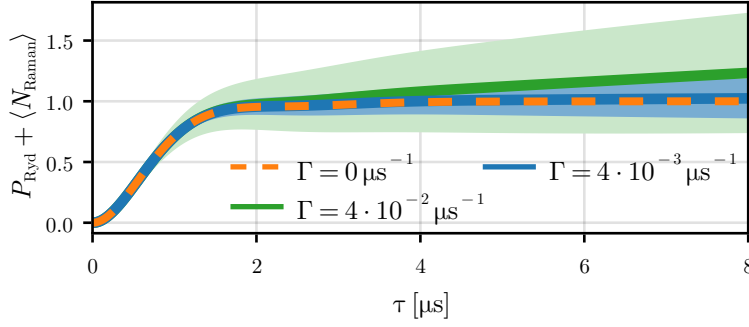 P_Ryd + ⟨N_Raman⟩
1.5
1.0
0.5
0.0
Γ = 0 μs⁻¹
Γ = 4 · 10⁻³ μs⁻¹
Γ = 4 · 10⁻² μs⁻¹
0 2 4 6 8
τ [μs]